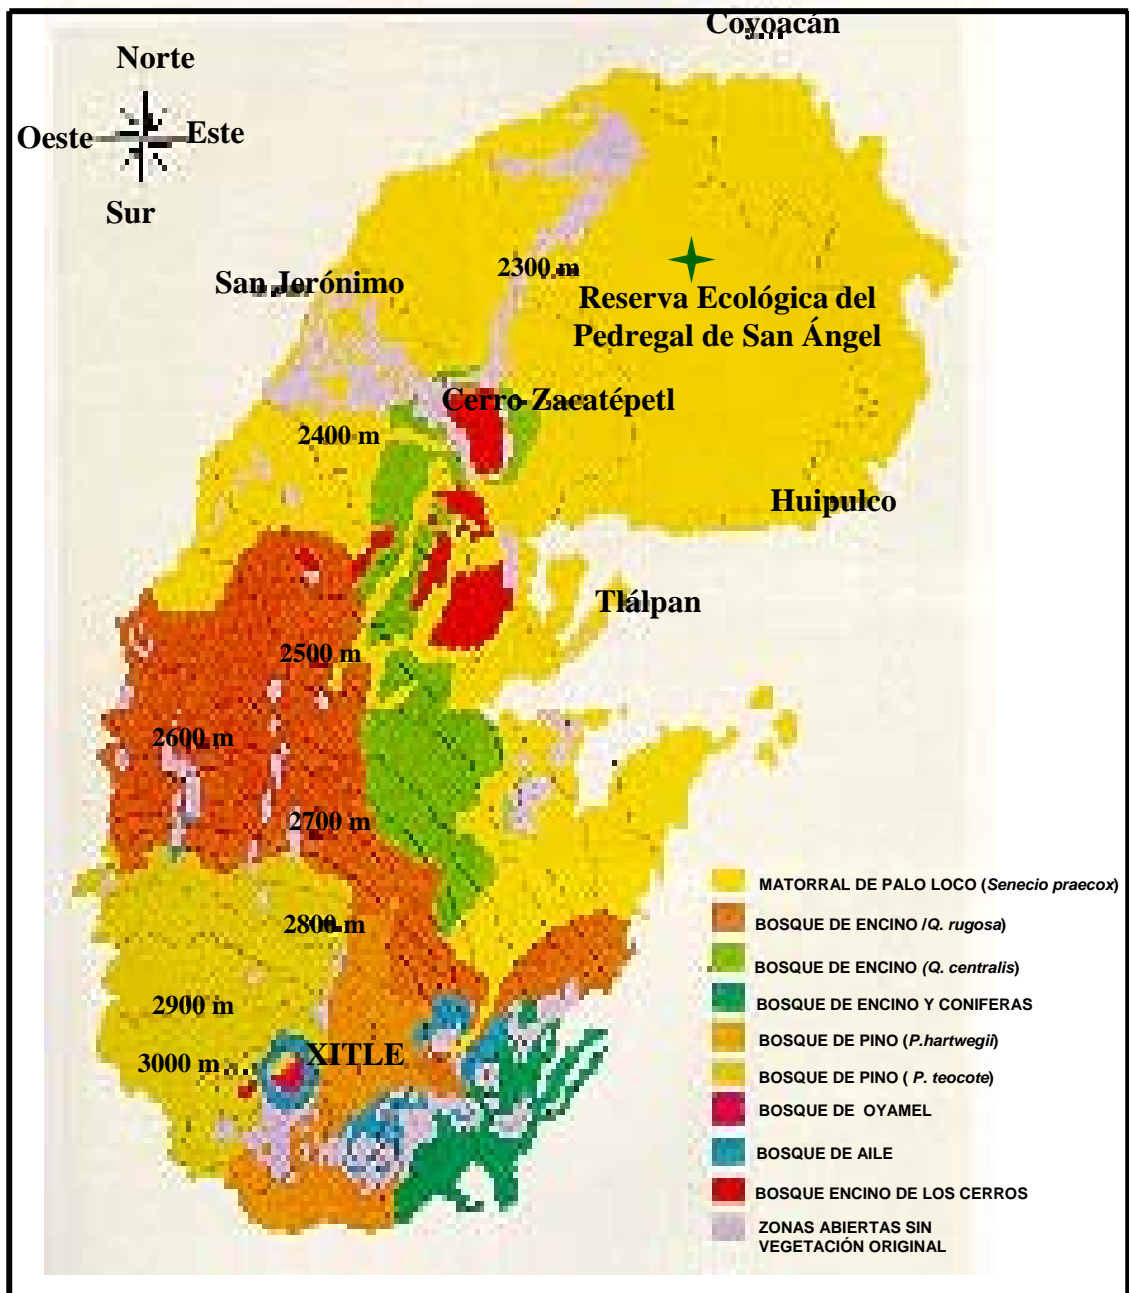 Coyoacán
Norte
Oeste
Este
Sur
San Jerónimo
2300 m
Reserva Ecológica del
Pedregal de San Ángel
Cerro Zacatépetl
2400 m
Huipulco
Tlálpan
2500 m
2600 m
2700 m
2800 m
2900 m
3000 m
XITLE
MATORRAL DE PALO LOCO (Senecio praecox)
BOSQUE DE ENCINO /Q. rugosa)
BOSQUE DE ENCINO (Q. centralis)
BOSQUE DE ENCINO Y CONIFERAS
BOSQUE DE PINO (P.hartwegii)
BOSQUE DE PINO ( P. teocote)
BOSQUE DE OYAMEL
BOSQUE DE AILE
BOSQUE ENCINO DE LOS CERROS
ZONAS ABIERTAS SIN
VEGETACIÓN ORIGINAL